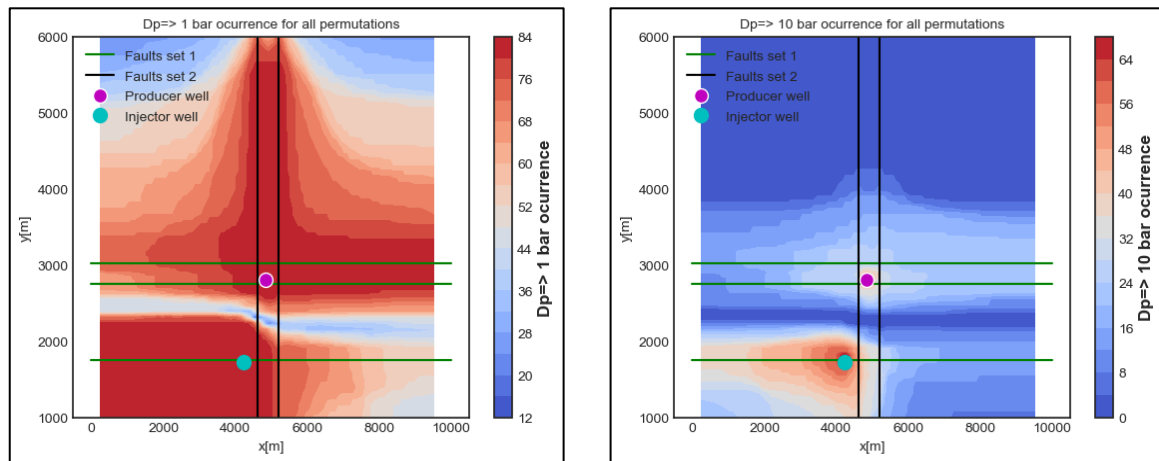 Dp=> 1 bar ocurrence for all permutations
6000
5000
4000
3000
2000
1000
y[m]
Faults set 1
Faults set 2
Producer well
Injector well
0
2000
4000
6000
8000
10000
x[m]
84
76
68
60
52
44
36
28
20
12
Dp=> 1 bar ocurrence
Dp=> 10 bar ocurrence for all permutations
6000
5000
4000
3000
2000
1000
y[m]
Faults set 1
Faults set 2
Producer well
Injector well
0
2000
4000
6000
8000
10000
x[m]
64
56
48
40
32
24
16
8
0
Dp=> 10 bar ocurrence